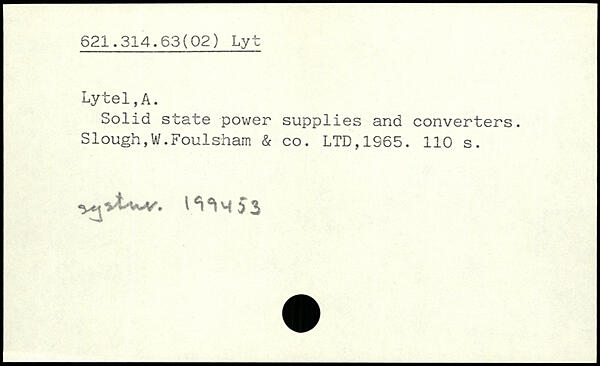 621.314.63(02) Lyt
Lytel,A.
Solid state power supplies and converters.
Slough,W.Foulsham & co. LTD,1965. 110 s.
199453